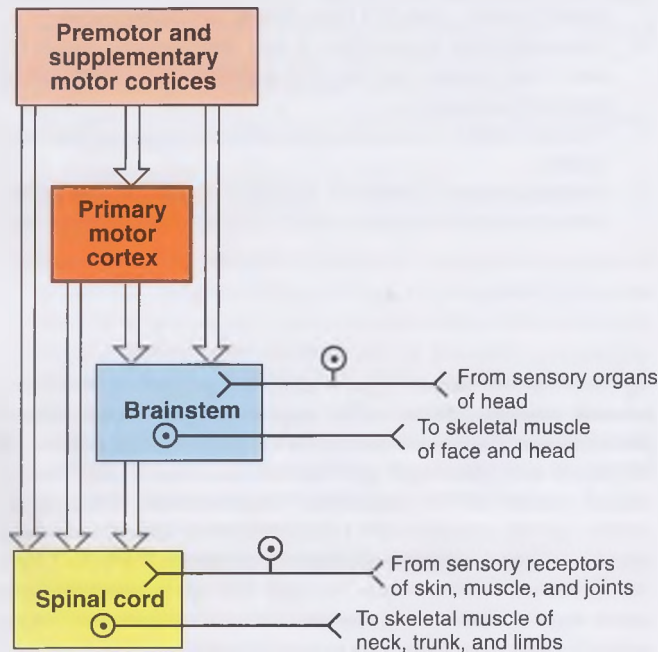 Premotor and
supplementary
motor cortices
Primary
motor
cortex
From sensory organs
of head
Brainstem
To skeletal muscle
of face and head
From sensory receptors
of skin, muscle, and joints
Spinal cord
To skeletal muscle of
neck, trunk, and limbs